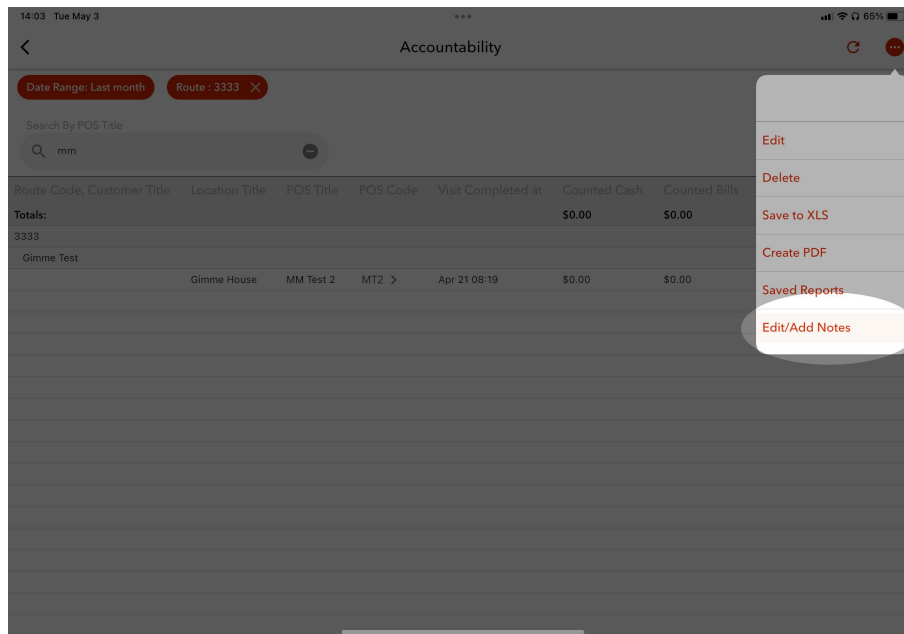 14:03 Tue May 3
65%
Accountability
Date Range: Last month
Route : 3333
Search By POS Title
mm
Route Code, Customer Title Location Title POS Title POS Code Visit Completed at Counted Cash Counted Bills
Totals: $0.00 $0.00
3333
Gimme Test
Gimme House MM Test 2 MT2 > Apr 21 08:19 $0.00 $0.00
Edit
Delete
Save to XLS
Create PDF
Saved Reports
Edit/Add Notes